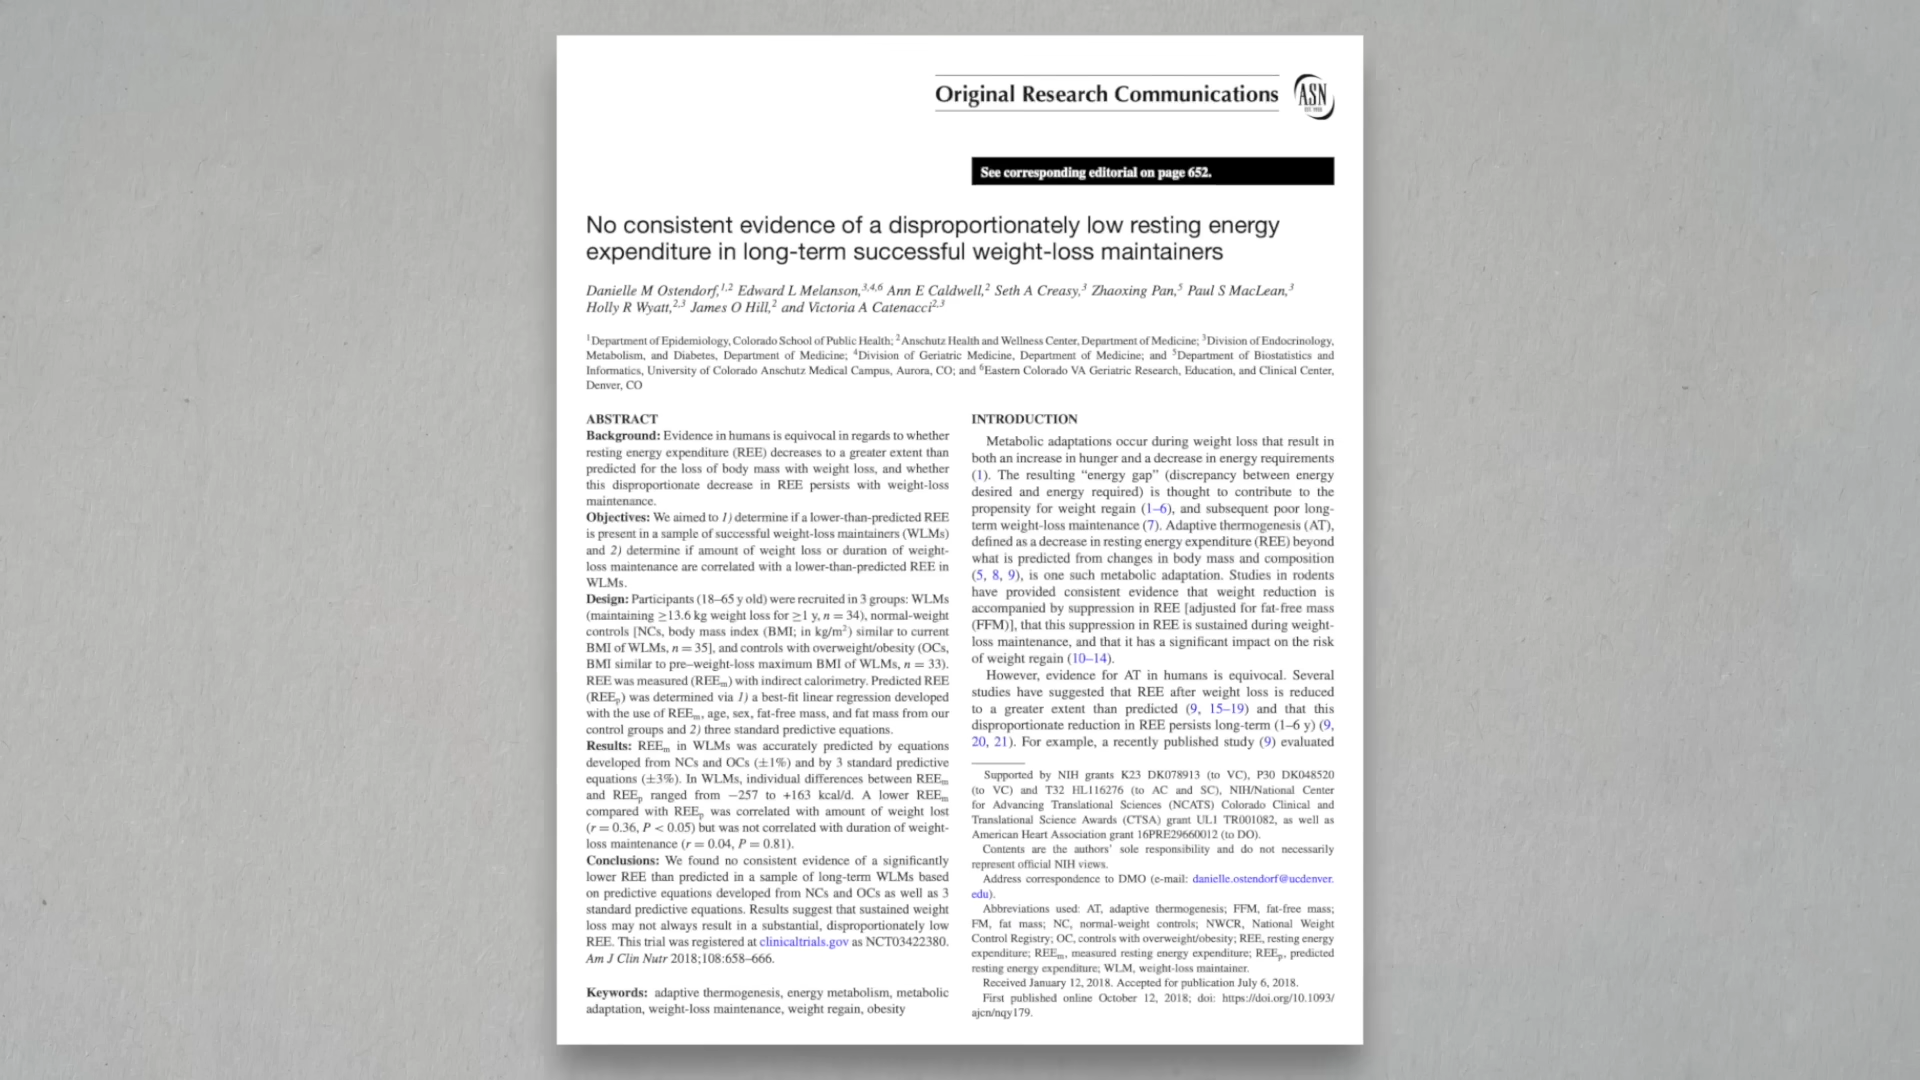 Original Research Communications
ASN
See corresponding editorial on page 652.
No consistent evidence of a disproportionately low resting energy
expenditure in long-term successful weight-loss maintainers
Danielle M Ostendorf,1,2 Edward L Melanson,3,4,6 Ann E Caldwell,2 Seth A Creasy,3 Zhaoxing Pan,5 Paul S MacLean,3
Holly R Wyatt,2,3 James O Hill,2 and Victoria A Catenacci2,3
1Department of Epidemiology, Colorado School of Public Health; 2Anschutz Health and Wellness Center, Department of Medicine; 3Division of Endocrinology,
Metabolism, and Diabetes, Department of Medicine; 4Division of Geriatric Medicine, Department of Medicine; and 5Department of Biostatistics and
Informatics, University of Colorado Anschutz Medical Campus, Aurora, CO; and 6Eastern Colorado VA Geriatric Research, Education, and Clinical Center,
Denver, CO
ABSTRACT
Background: Evidence in humans is equivocal in regards to whether
resting energy expenditure (REE) decreases to a greater extent than
predicted for the loss of body mass with weight loss, and whether
this disproportionate decrease in REE persists with weight-loss
maintenance.
Objectives: We aimed to 1) determine if a lower-than-predicted REE
is present in a sample of successful weight-loss maintainers (WLMs)
and 2) determine if amount of weight loss or duration of weight-
loss maintenance are correlated with a lower-than-predicted REE in
WLMs.
Design: Participants (18–65 y old) were recruited in 3 groups: WLMs
(maintaining ≥13.6 kg weight loss for ≥1 y, n = 34), normal-weight
controls [NCs, body mass index (BMI; in kg/m2) similar to current
BMI of WLMs, n = 35], and controls with overweight/obesity (OCs,
BMI similar to pre–weight-loss maximum BMI of WLMs, n = 33).
REE was measured (REEm) with indirect calorimetry. Predicted REE
(REEp) was determined via 1) a best-fit linear regression developed
with the use of REEm, age, sex, fat-free mass, and fat mass from our
control groups and 2) three standard predictive equations.
Results: REEm in WLMs was accurately predicted by equations
developed from NCs and OCs (±1%) and by 3 standard predictive
equations (±3%). In WLMs, individual differences between REEm
and REEp ranged from −257 to +163 kcal/d. A lower REEm
compared with REEp was correlated with amount of weight lost
(r = 0.36, P < 0.05) but was not correlated with duration of weight-
loss maintenance (r = 0.04, P = 0.81).
Conclusions: We found no consistent evidence of a significantly
lower REE than predicted in a sample of long-term WLMs based
on predictive equations developed from NCs and OCs as well as 3
standard predictive equations. Results suggest that sustained weight
loss may not always result in a substantial, disproportionately low
REE. This trial was registered at clinicaltrials.gov as NCT03422380.
Am J Clin Nutr 2018;108:658–666.
Keywords: adaptive thermogenesis, energy metabolism, metabolic
adaptation, weight-loss maintenance, weight regain, obesity
INTRODUCTION
Metabolic adaptations occur during weight loss that result in
both an increase in hunger and a decrease in energy requirements
(1). The resulting “energy gap” (discrepancy between energy
desired and energy required) is thought to contribute to the
propensity for weight regain (1–6), and subsequent poor long-
term weight-loss maintenance (7). Adaptive thermogenesis (AT),
defined as a decrease in resting energy expenditure (REE) beyond
what is predicted from changes in body mass and composition
(5, 8, 9), is one such metabolic adaptation. Studies in rodents
have provided consistent evidence that weight reduction is
accompanied by suppression in REE [adjusted for fat-free mass
(FFM)], that this suppression in REE is sustained during weight-
loss maintenance, and that it has a significant impact on the risk
of weight regain (10–14).
However, evidence for AT in humans is equivocal. Several
studies have suggested that REE after weight loss is reduced
to a greater extent than predicted (9, 15–19) and that this
disproportionate reduction in REE persists long-term (1–6 y) (9,
20, 21). For example, a recently published study (9) evaluated
Supported by NIH grants K23 DK078913 (to VC), P30 DK048520
(to VC) and T32 HL116276 (to AC and SC), NIH/National Center
for Advancing Translational Sciences (NCATS) Colorado Clinical and
Translational Science Awards (CTSA) grant UL1 TR001082, as well as
American Heart Association grant 16PRE29660012 (to DO).
Contents are the authors’ sole responsibility and do not necessarily
represent official NIH views.
Address correspondence to DMO (e-mail: danielle.ostendorf@ucdenver.
edu).
Abbreviations used: AT, adaptive thermogenesis; FFM, fat-free mass;
FM, fat mass; NC, normal-weight controls; NWCR, National Weight
Control Registry; OC, controls with overweight/obesity; REE, resting energy
expenditure; REEm, measured resting energy expenditure; REEp, predicted
resting energy expenditure; WLM, weight-loss maintainer.
Received January 12, 2018. Accepted for publication July 6, 2018.
First published online October 12, 2018; doi: https://doi.org/10.1093/
ajcn/nqy179.